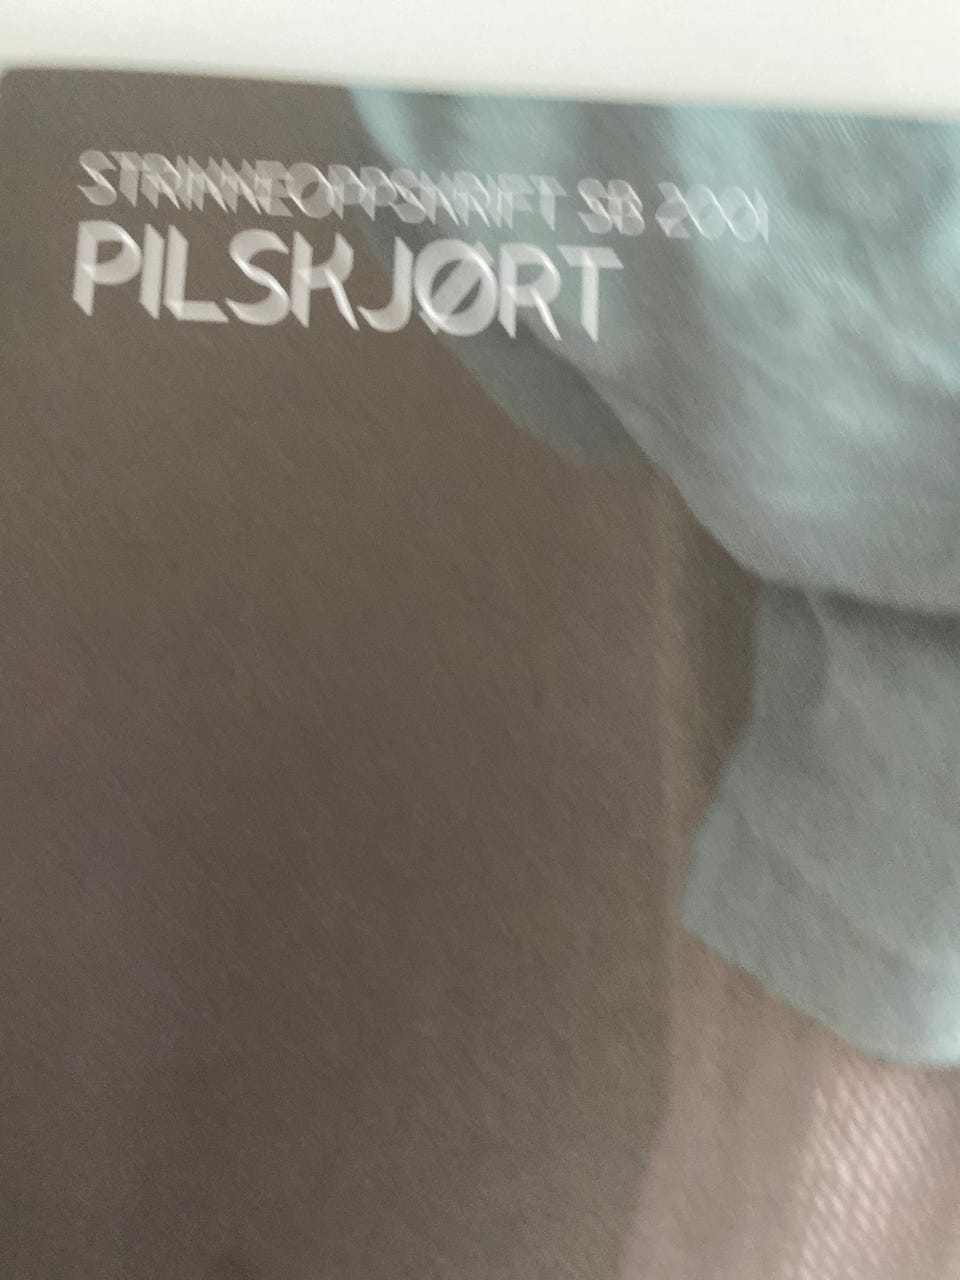 STRIKKEOPPSKRIFT SB 2001
PILSKJØRT